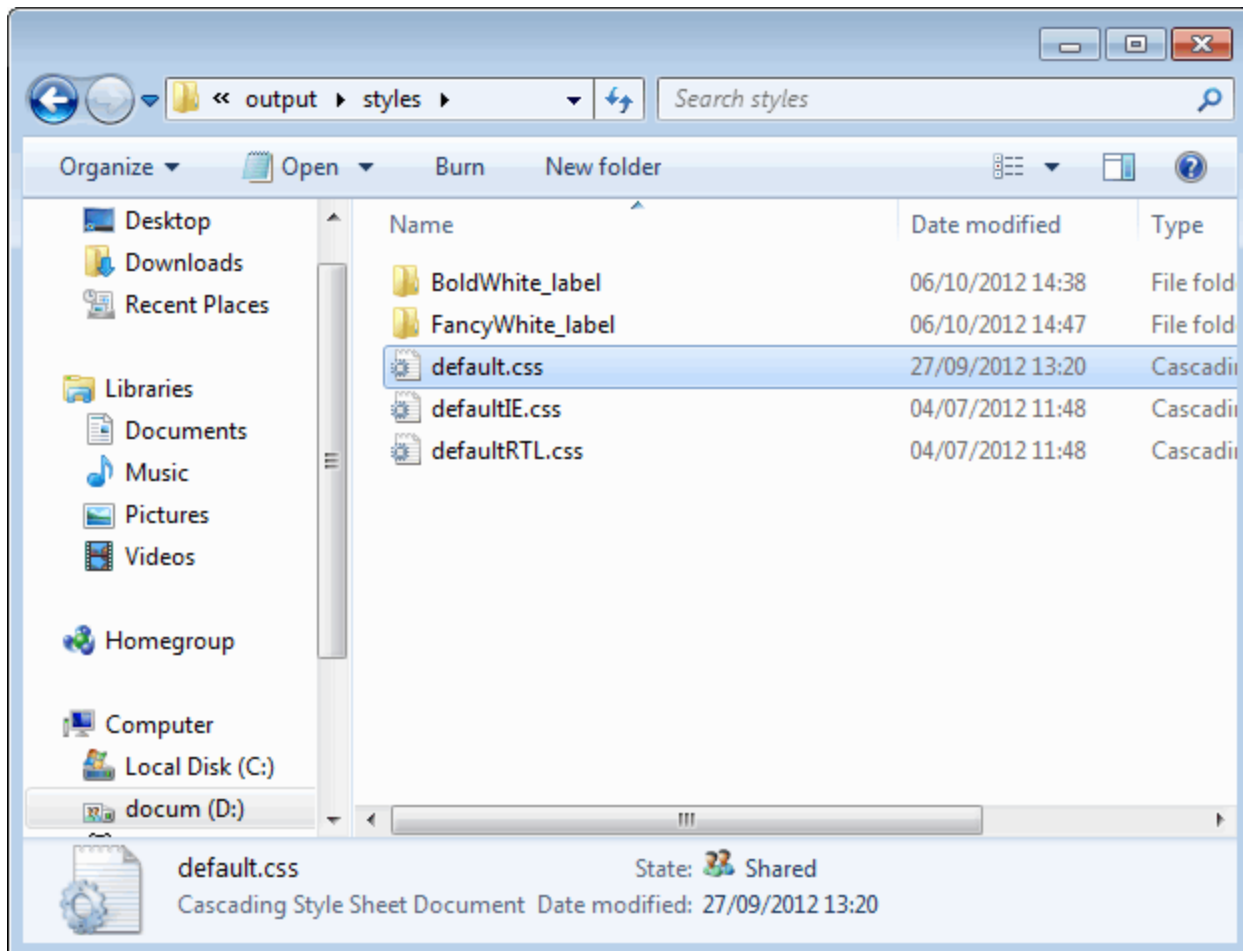 « output ▸ styles ▸
Search styles
Organize Open Burn New folder
Name Date modified Type
Desktop
Downloads
Recent Places
Libraries
Documents
Music
Pictures
Videos
Homegroup
Computer
Local Disk (C:)
docum (D:)
BoldWhite_label 06/10/2012 14:38 File fold
FancyWhite_label 06/10/2012 14:47 File fold
default.css 27/09/2012 13:20 Cascadi
defaultIE.css 04/07/2012 11:48 Cascadi
defaultRTL.css 04/07/2012 11:48 Cascadi
default.css State: Shared
Cascading Style Sheet Document Date modified: 27/09/2012 13:20